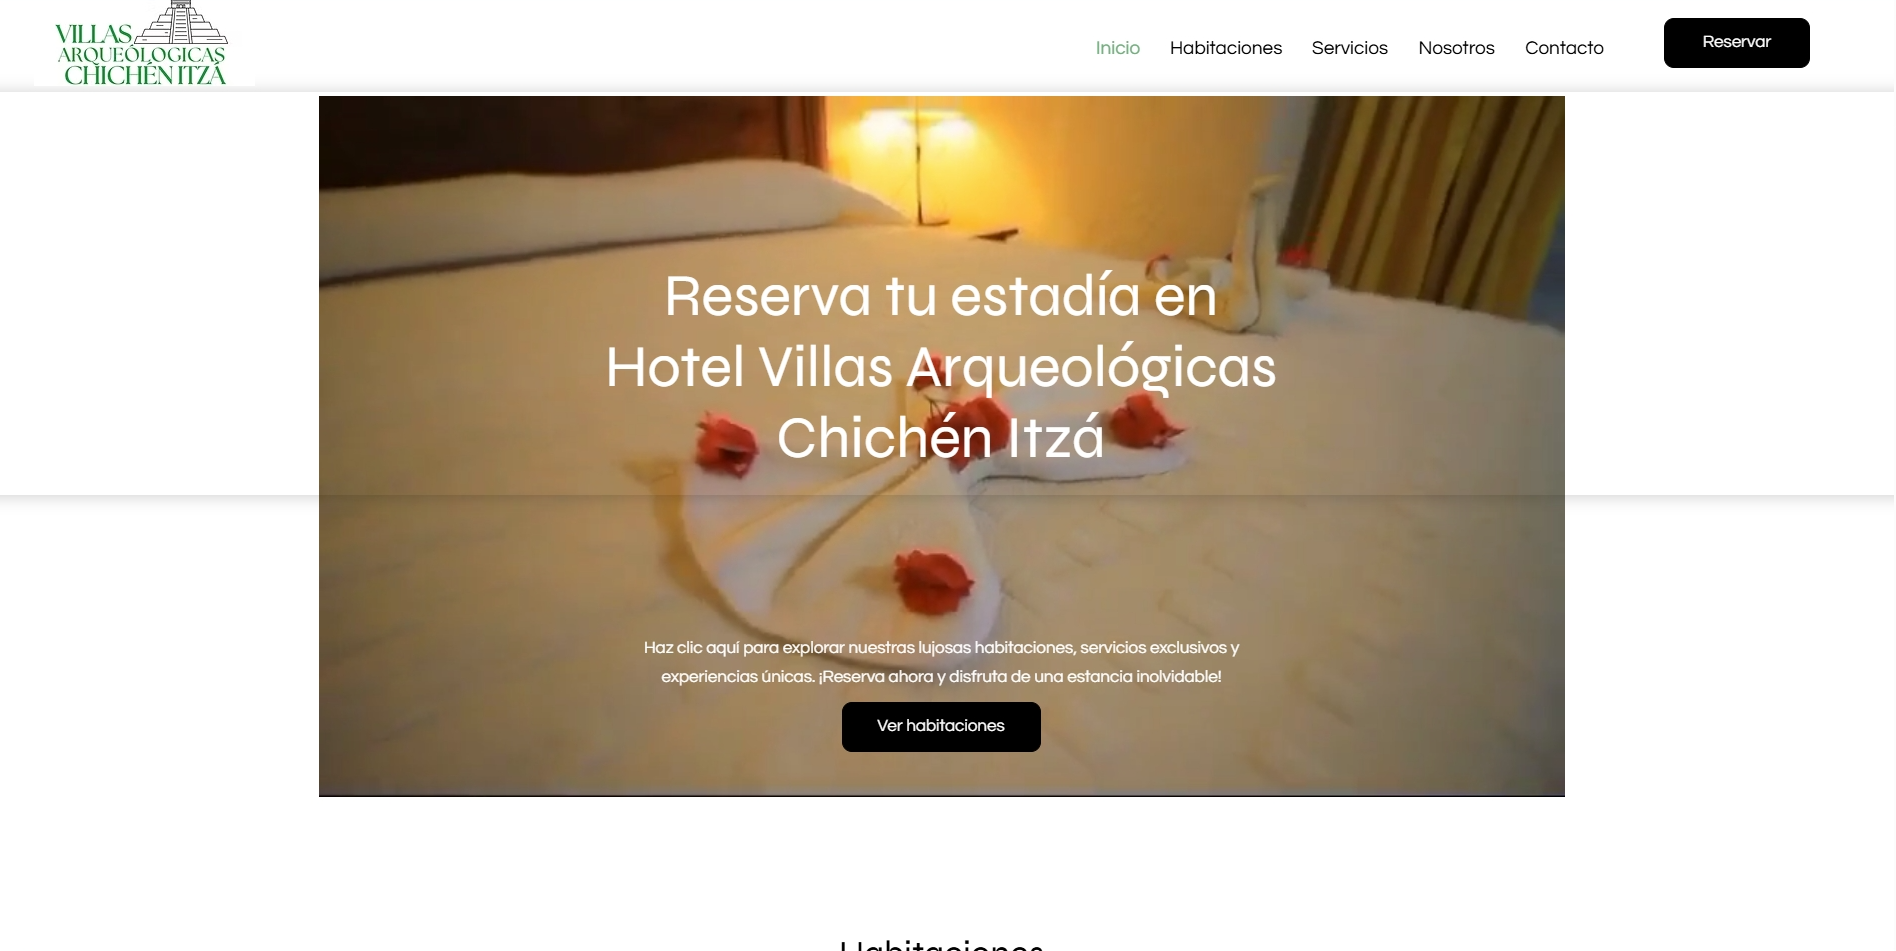 VILLAS
ARQUEÓLOGICAS
CHICHÉN ITZÁ
Inicio
Habitaciones
Servicios
Nosotros
Contacto
Reservar
Reserva tu estadía en
Hotel Villas Arqueológicas
Chichén Itzá
Haz clic aquí para explorar nuestras lujosas habitaciones, servicios exclusivos y
experiencias únicas. ¡Reserva ahora y disfruta de una estancia inolvidable!
Ver habitaciones
Habitaciones